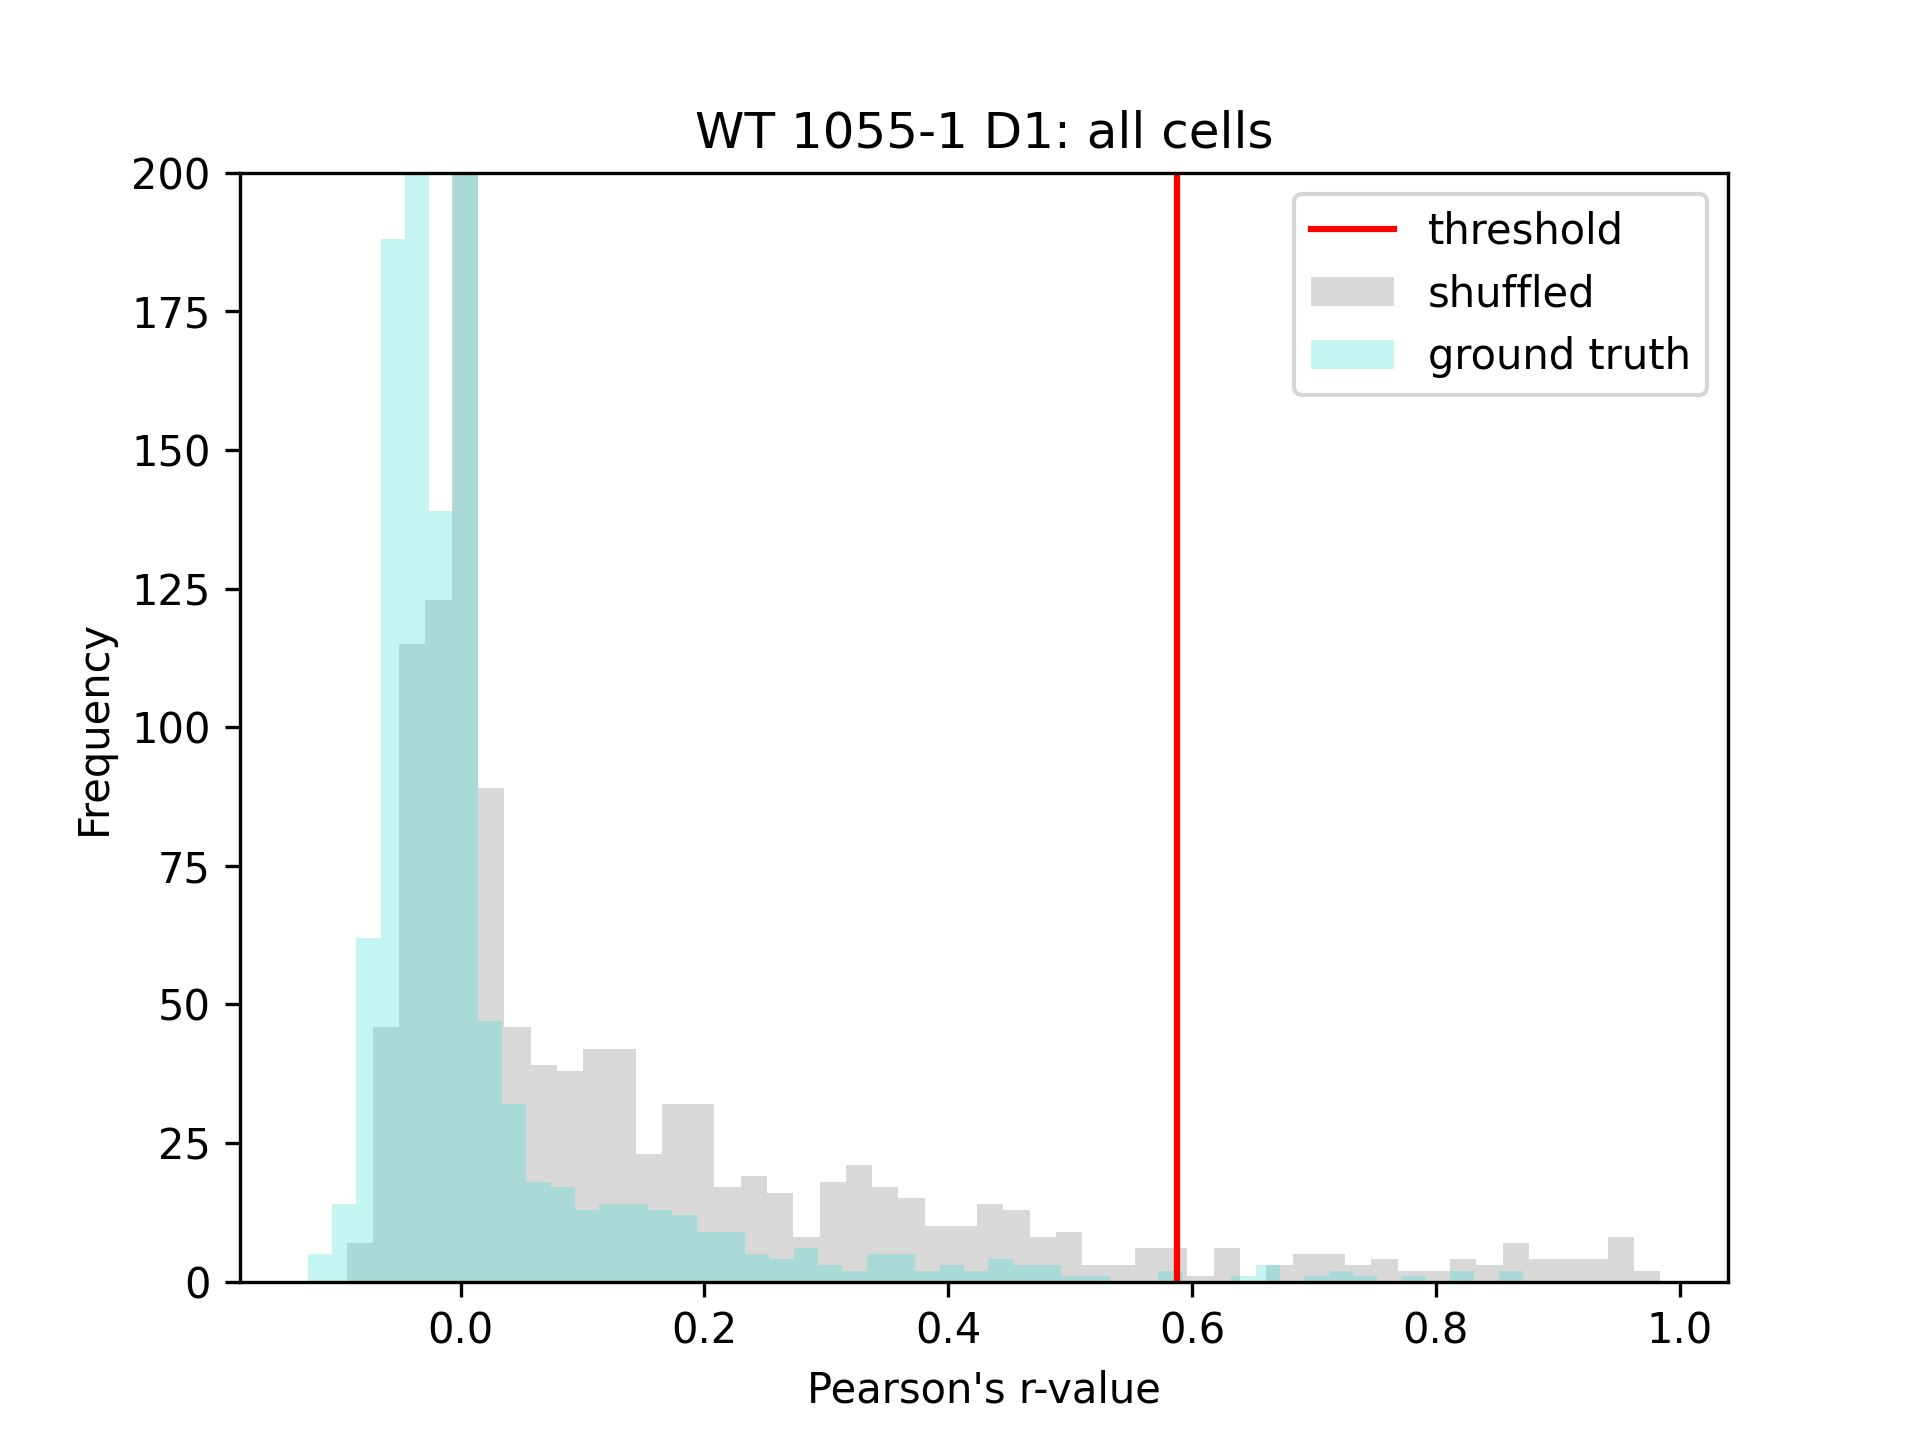 WT 1055-1 D1: all cells
200
175
150
125
100
75
50
25
0
Frequency
threshold
shuffled
ground truth
0.0 0.2 0.4 0.6 0.8 1.0
Pearson's r-value